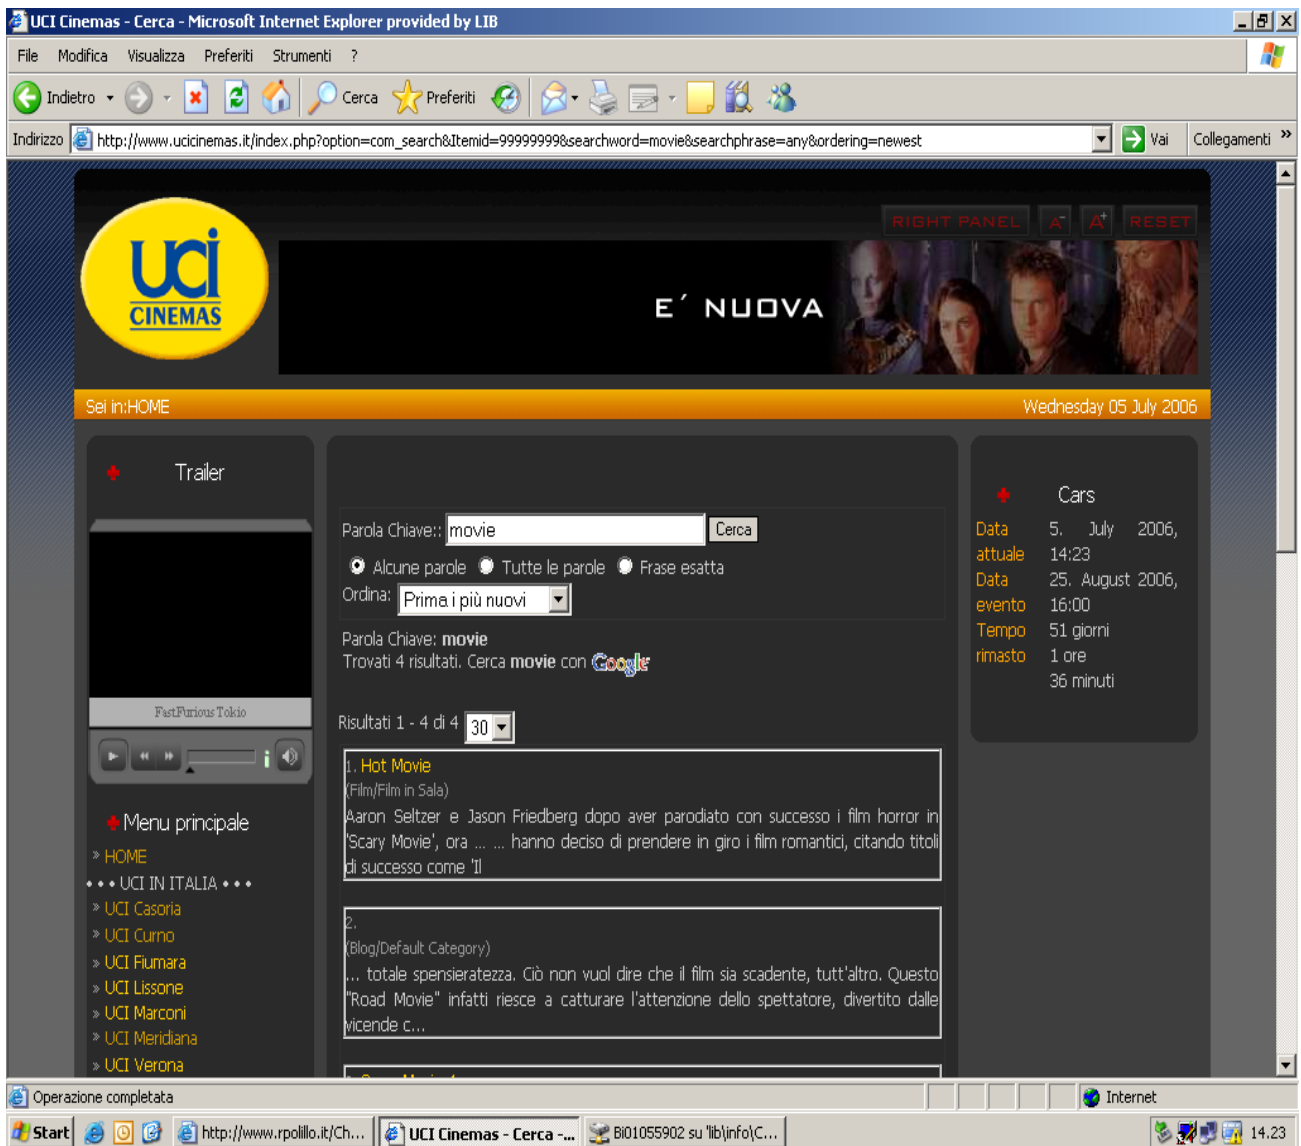 UCI Cinemas - Cerca - Microsoft Internet Explorer provided by LIB
File Modifica Visualizza Preferiti Strumenti ?
Indietro Cerca Preferiti
Indirizzo http://www.ucicinemas.it/index.php?option=com_search&Itemid=99999999&searchword=movie&searchphrase=any&ordering=newest Vai Collegamenti »
RIGHT PANEL A- A+ RESET
UCI
CINEMAS
E´ NUOVA
Sei in:HOME Wednesday 05 July 2006
Trailer
FastFurious Tokio
Menu principale
» HOME
• • • UCI IN ITALIA • • •
» UCI Casoria
» UCI Curno
» UCI Fiumara
» UCI Lissone
» UCI Marconi
» UCI Meridiana
» UCI Verona
Parola Chiave:: movie Cerca
Alcune parole Tutte le parole Frase esatta
Ordina: Prima i più nuovi
Parola Chiave: movie
Trovati 4 risultati. Cerca movie con Google
Risultati 1 - 4 di 4 30
1. Hot Movie
(Film/Film in Sala)
Aaron Seltzer e Jason Friedberg dopo aver parodiato con successo i film horror in
'Scary Movie', ora ... ... hanno deciso di prendere in giro i film romantici, citando titoli
di successo come 'Il
2.
(Blog/Default Category)
... totale spensieratezza. Ciò non vuol dire che il film sia scadente, tutt'altro. Questo
"Road Movie" infatti riesce a catturare l'attenzione dello spettatore, divertito dalle
vicende c...
Cars
Data 5. July 2006,
attuale 14:23
Data 25. August 2006,
evento 16:00
Tempo 51 giorni
rimasto 1 ore
36 minuti
Operazione completata Internet
Start http://www.rpolillo.it/Ch... UCI Cinemas - Cerca -... Bi01055902 su 'lib\info\C... 14.23